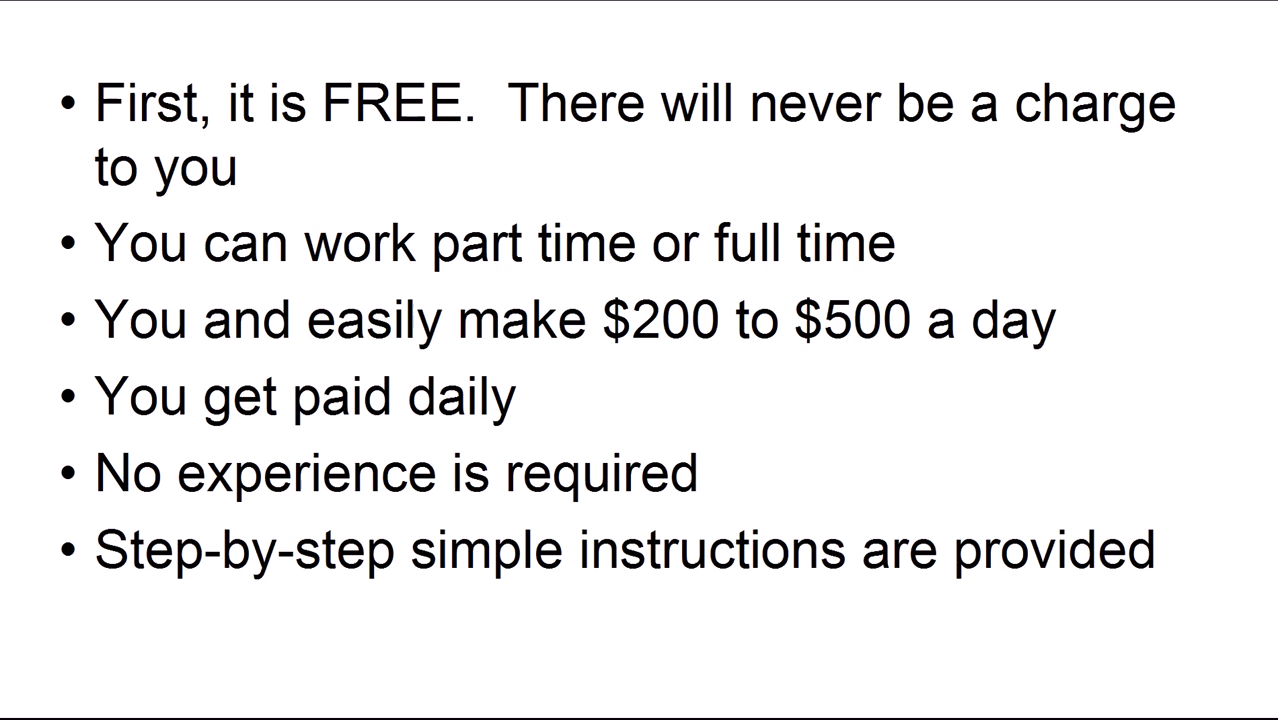 • First, it is FREE.  There will never be a charge
to you
• You can work part time or full time
• You and easily make $200 to $500 a day
• You get paid daily
• No experience is required
• Step-by-step simple instructions are provided